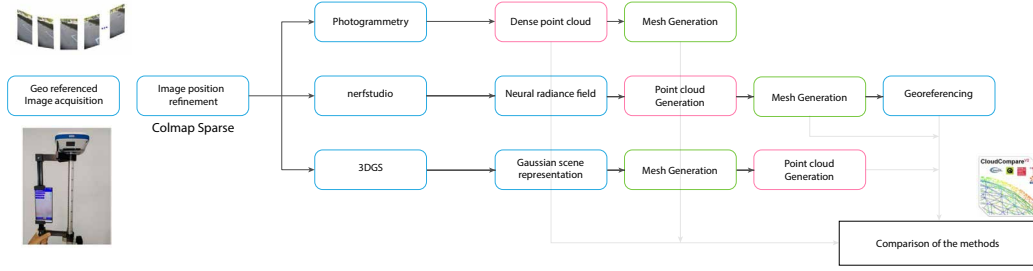 Photogrammetry
Dense point cloud
Mesh Generation
Geo referenced
Image acquisition
Image position
refinement
Colmap Sparse
nerfstudio
Neural radiance field
Point cloud
Generation
Mesh Generation
Georeferencing
3DGS
Gaussian scene
representation
Mesh Generation
Point cloud
Generation
CloudCompare
Comparison of the methods